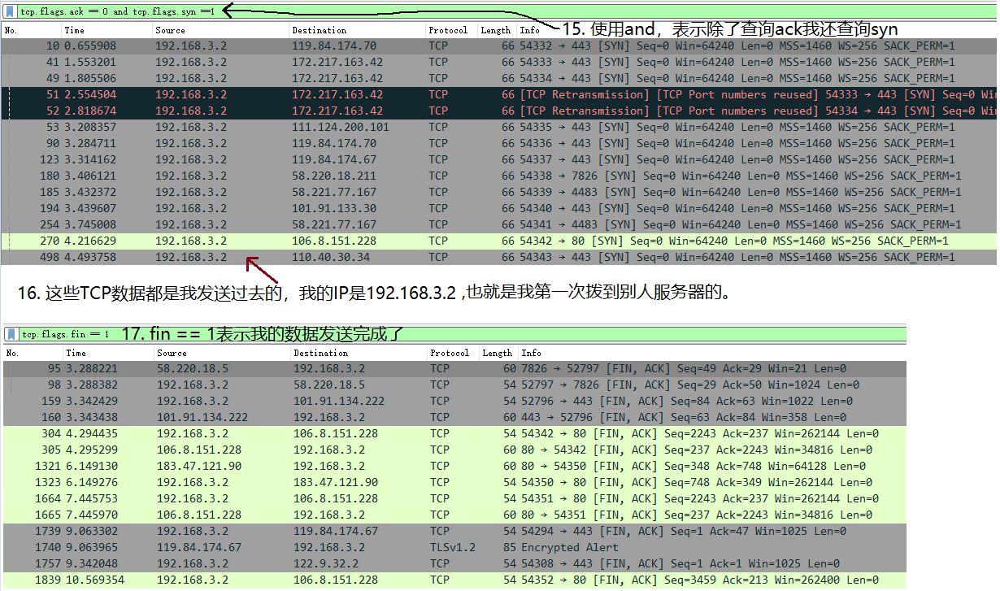 tcp.flags.ack == 0 and tcp.flags.syn ==1
15. 使用and，表示除了查询ack我还查询syn
No. Time Source Destination Protocol Length Info
10 0.655908 192.168.3.2 119.84.174.70 TCP 66 54332 → 443 [SYN] Seq=0 Win=64240 Len=0 MSS=1460 WS=256 SACK_PERM=1
41 1.553201 192.168.3.2 172.217.163.42 TCP 66 54333 → 443 [SYN] Seq=0 Win=64240 Len=0 MSS=1460 WS=256 SACK_PERM=1
49 1.805506 192.168.3.2 172.217.163.42 TCP 66 54334 → 443 [SYN] Seq=0 Win=64240 Len=0 MSS=1460 WS=256 SACK_PERM=1
51 2.554504 192.168.3.2 172.217.163.42 TCP 66 [TCP Retransmission] [TCP Port numbers reused] 54333 → 443 [SYN] Seq=0 Win
52 2.818674 192.168.3.2 172.217.163.42 TCP 66 [TCP Retransmission] [TCP Port numbers reused] 54334 → 443 [SYN] Seq=0 Win
53 3.208357 192.168.3.2 111.124.200.101 TCP 66 54335 → 443 [SYN] Seq=0 Win=64240 Len=0 MSS=1460 WS=256 SACK_PERM=1
90 3.284711 192.168.3.2 119.84.174.70 TCP 66 54336 → 443 [SYN] Seq=0 Win=64240 Len=0 MSS=1460 WS=256 SACK_PERM=1
123 3.314162 192.168.3.2 119.84.174.67 TCP 66 54337 → 443 [SYN] Seq=0 Win=64240 Len=0 MSS=1460 WS=256 SACK_PERM=1
180 3.406121 192.168.3.2 58.220.18.211 TCP 66 54338 → 7826 [SYN] Seq=0 Win=64240 Len=0 MSS=1460 WS=256 SACK_PERM=1
185 3.432372 192.168.3.2 58.221.77.167 TCP 66 54339 → 4483 [SYN] Seq=0 Win=64240 Len=0 MSS=1460 WS=256 SACK_PERM=1
194 3.439607 192.168.3.2 101.91.133.30 TCP 66 54340 → 443 [SYN] Seq=0 Win=64240 Len=0 MSS=1460 WS=256 SACK_PERM=1
254 3.745008 192.168.3.2 58.221.77.167 TCP 66 54341 → 4483 [SYN] Seq=0 Win=64240 Len=0 MSS=1460 WS=256 SACK_PERM=1
270 4.216629 192.168.3.2 106.8.151.228 TCP 66 54342 → 80 [SYN] Seq=0 Win=64240 Len=0 MSS=1460 WS=256 SACK_PERM=1
498 4.493758 192.168.3.2 110.40.30.34 TCP 66 54343 → 443 [SYN] Seq=0 Win=64240 Len=0 MSS=1460 WS=256 SACK_PERM=1
16. 这些TCP数据都是我发送过去的，我的IP是192.168.3.2 ,也就是我第一次拨到别人服务器的。
tcp.flags.fin == 1 17. fin == 1表示我的数据发送完成了
No. Time Source Destination Protocol Length Info
95 3.288221 58.220.18.5 192.168.3.2 TCP 60 7826 → 52797 [FIN, ACK] Seq=49 Ack=29 Win=21 Len=0
98 3.288382 192.168.3.2 58.220.18.5 TCP 54 52797 → 7826 [FIN, ACK] Seq=29 Ack=50 Win=1024 Len=0
159 3.342429 192.168.3.2 101.91.134.222 TCP 54 52796 → 443 [FIN, ACK] Seq=84 Ack=63 Win=1022 Len=0
160 3.343438 101.91.134.222 192.168.3.2 TCP 60 443 → 52796 [FIN, ACK] Seq=63 Ack=84 Win=358 Len=0
304 4.294435 192.168.3.2 106.8.151.228 TCP 54 54342 → 80 [FIN, ACK] Seq=2243 Ack=237 Win=262144 Len=0
305 4.295299 106.8.151.228 192.168.3.2 TCP 60 80 → 54342 [FIN, ACK] Seq=237 Ack=2243 Win=34816 Len=0
1321 6.149130 183.47.121.90 192.168.3.2 TCP 60 80 → 54350 [FIN, ACK] Seq=348 Ack=748 Win=64128 Len=0
1323 6.149276 192.168.3.2 183.47.121.90 TCP 54 54350 → 80 [FIN, ACK] Seq=748 Ack=349 Win=262144 Len=0
1664 7.445753 192.168.3.2 106.8.151.228 TCP 54 54351 → 80 [FIN, ACK] Seq=2243 Ack=237 Win=262144 Len=0
1665 7.445970 106.8.151.228 192.168.3.2 TCP 60 80 → 54351 [FIN, ACK] Seq=237 Ack=2243 Win=34816 Len=0
1739 9.063302 192.168.3.2 119.84.174.67 TCP 54 54294 → 443 [FIN, ACK] Seq=1 Ack=47 Win=1025 Len=0
1740 9.063965 119.84.174.67 192.168.3.2 TLSv1.2 85 Encrypted Alert
1757 9.342048 192.168.3.2 122.9.32.2 TCP 54 54308 → 443 [FIN, ACK] Seq=1 Ack=1 Win=1025 Len=0
1839 10.569354 192.168.3.2 106.8.151.228 TCP 54 54352 → 80 [FIN, ACK] Seq=3459 Ack=213 Win=262400 Len=0